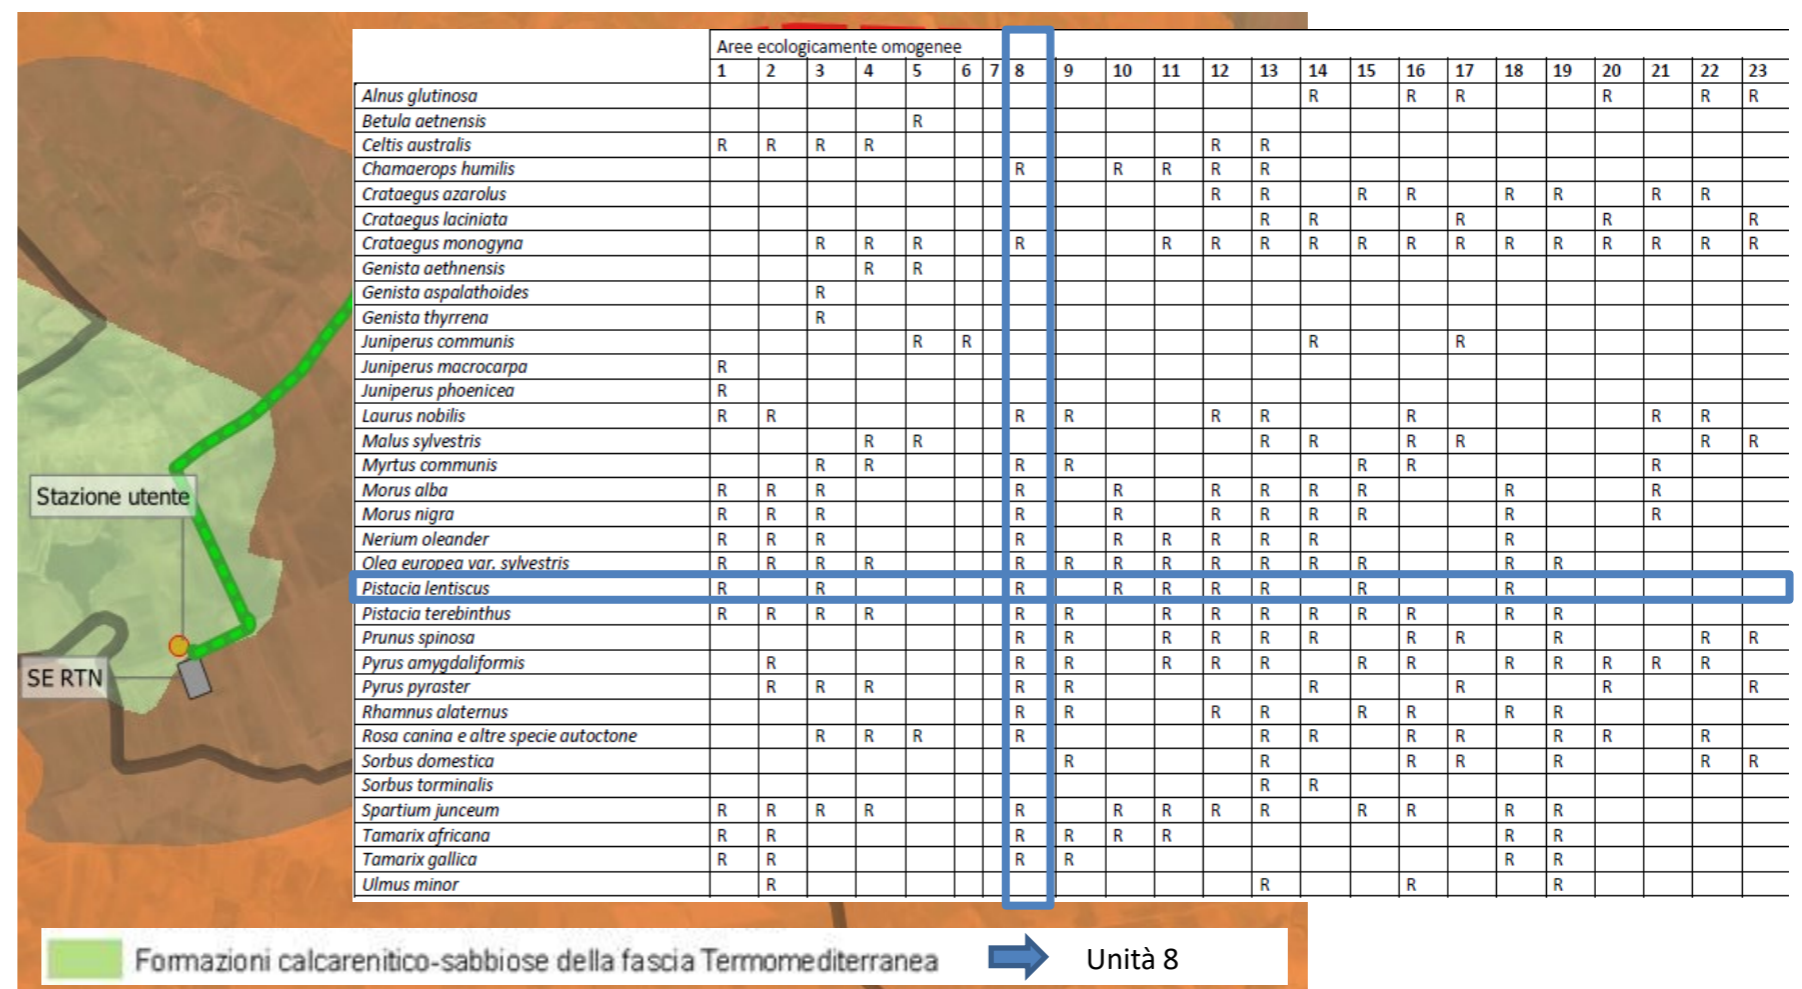 Aree ecologicamente omogenee
1 2 3 4 5 6 7 8 9 10 11 12 13 14 15 16 17 18 19 20 21 22 23
Alnus glutinosa R R R R R R
Betula aetnensis R
Celtis australis R R R R R R
Chamaerops humilis R R R R R
Crataegus azarolus R R R R R R R R
Crataegus laciniata R R R R R
Crataegus monogyna R R R R R R R R R R R R R R R R R
Genista aethnensis R R
Genista aspalathoides R
Genista thyrrena R
Juniperus communis R R R R
Juniperus macrocarpa R
Juniperus phoenicea R
Laurus nobilis R R R R R R R R R
Malus sylvestris R R R R R R R R
Myrtus communis R R R R R R R
Morus alba R R R R R R R R R R R
Morus nigra R R R R R R R R R R R
Nerium oleander R R R R R R R R R R
Olea europea var. sylvestris R R R R R R R R R R R R R R
Pistacia lentiscus R R R R R R R R R
Pistacia terebinthus R R R R R R R R R R R R R R
Prunus spinosa R R R R R R R R R R R
Pyrus amygdaliformis R R R R R R R R R R R R R
Pyrus pyraster R R R R R R R R R
Rhamnus alaternus R R R R R R R R
Rosa canina e altre specie autoctone R R R R R R R R R R R
Sorbus domestica R R R R R R R
Sorbus torminalis R R
Spartium junceum R R R R R R R R R R R R R
Tamarix africana R R R R R R R R
Tamarix gallica R R R R R R
Ulmus minor R R R R
Stazione utente
SE RTN
Formazioni calcarenitico-sabbiose della fascia Termomediterranea
Unità 8